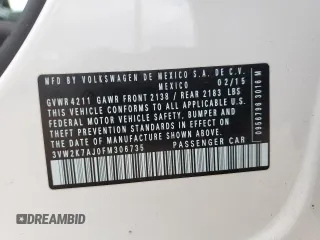 MFD BY VOLKSWAGEN DE MEXICO S.A. DE C.V.
MEXICO 02/15
GVWR 4211 GAWR FRONT 2138 / REAR 2183 LBS
THIS VEHICLE CONFORMS TO ALL APPLICABLE
FEDERAL MOTOR VEHICLE SAFETY, BUMPER AND
THEFT PREVENTION STANDARDS IN EFFECT ON
THE DATE OF MANUFACTURE SHOWN ABOVE.
3VW2K7AJ0FM306735 PASSENGER CAR
DREAMBID